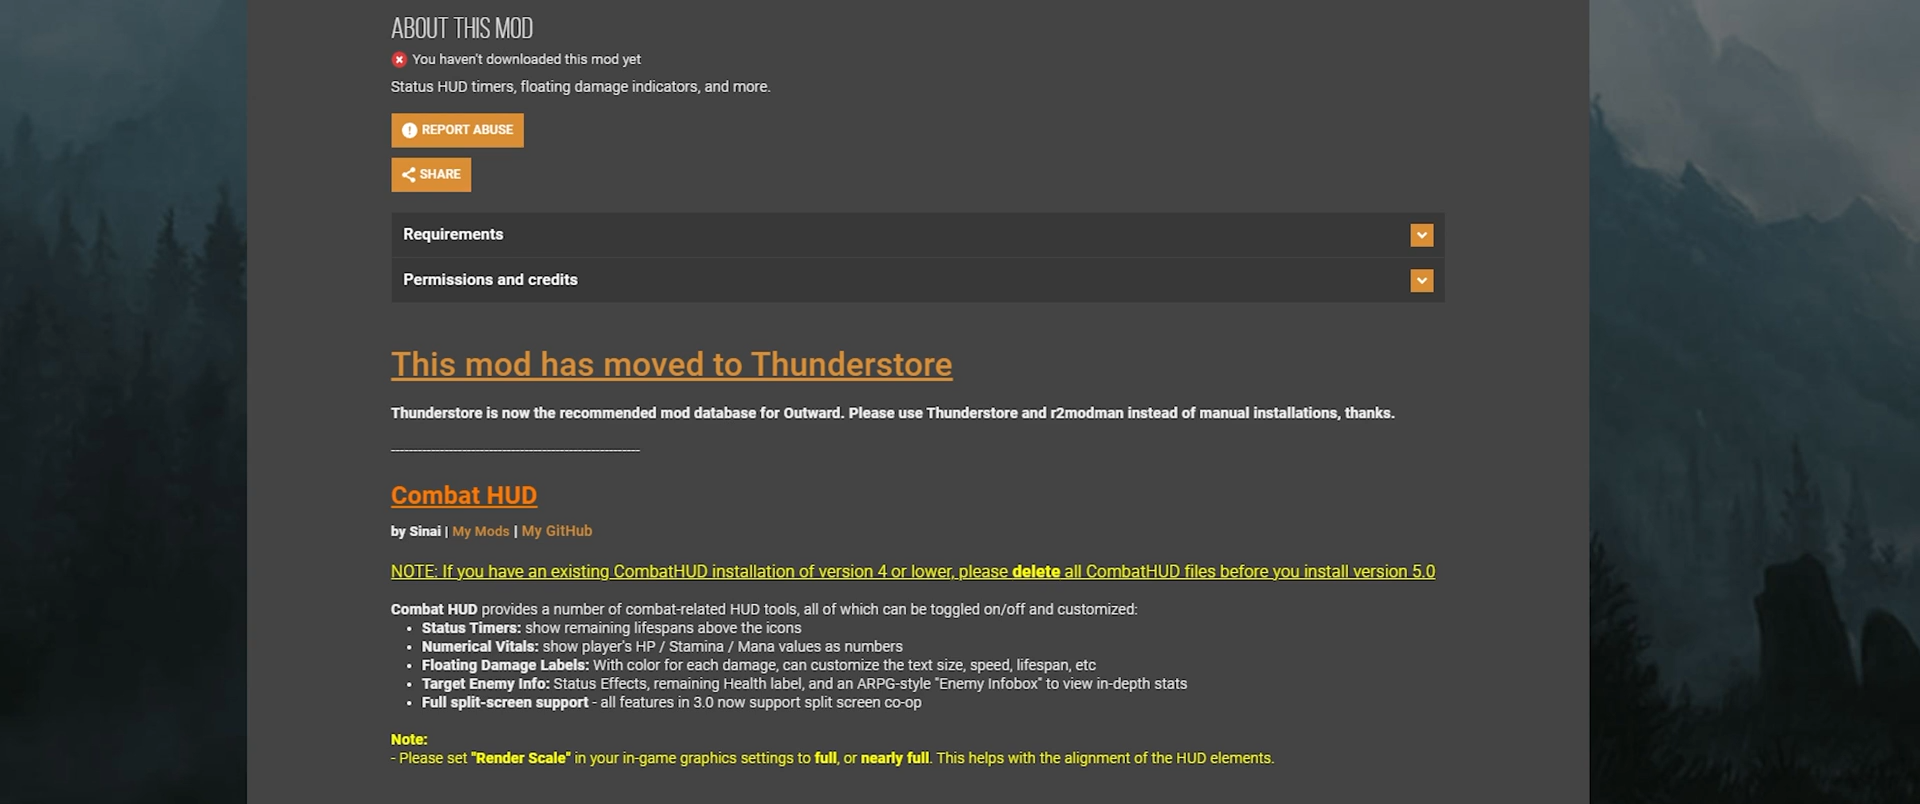 ABOUT THIS MOD
You haven't downloaded this mod yet
Status HUD timers, floating damage indicators, and more.
REPORT ABUSE
SHARE
Requirements
Permissions and credits
This mod has moved to Thunderstore
Thunderstore is now the recommended mod database for Outward. Please use Thunderstore and r2modman instead of manual installations, thanks.
--------------------------------------------------------
Combat HUD
by Sinai | My Mods | My GitHub
NOTE: If you have an existing CombatHUD installation of version 4 or lower, please delete all CombatHUD files before you install version 5.0
Combat HUD provides a number of combat-related HUD tools, all of which can be toggled on/off and customized:
• Status Timers: show remaining lifespans above the icons
• Numerical Vitals: show player's HP / Stamina / Mana values as numbers
• Floating Damage Labels: With color for each damage, can customize the text size, speed, lifespan, etc
• Target Enemy Info: Status Effects, remaining Health label, and an ARPG-style "Enemy Infobox" to view in-depth stats
• Full split-screen support - all features in 3.0 now support split screen co-op
Note:
- Please set "Render Scale" in your in-game graphics settings to full, or nearly full. This helps with the alignment of the HUD elements.